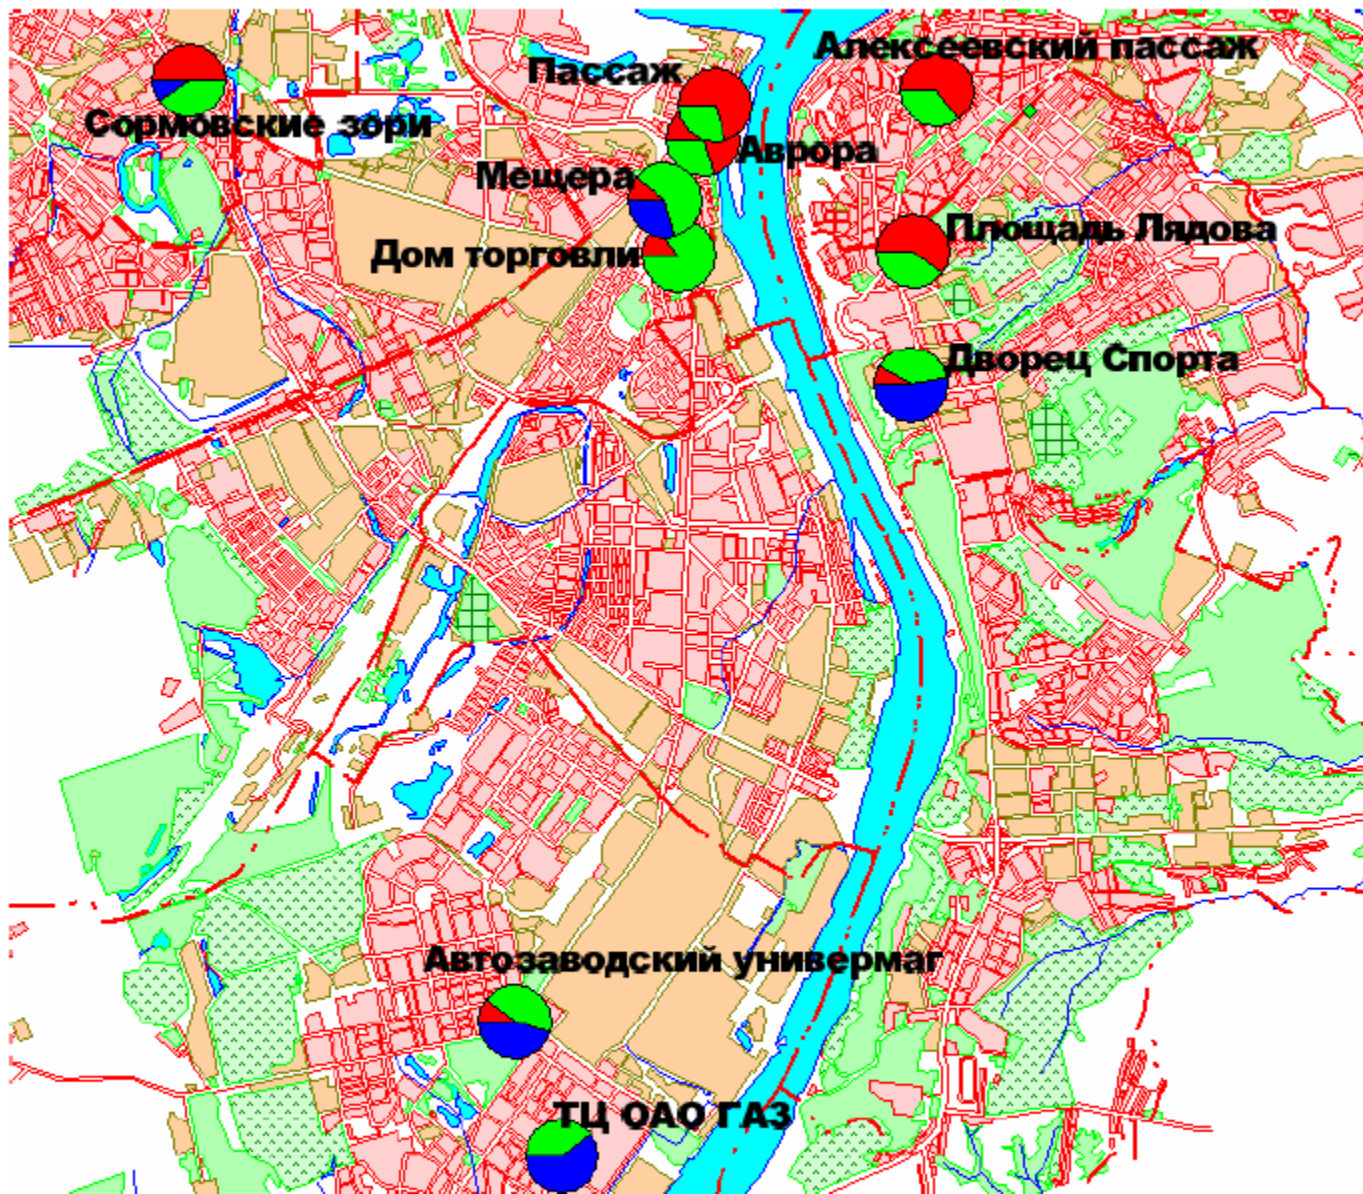 Алексеевский пассаж
Пассаж
Сормовские зори
Аврора
Мещера
Площадь Лядова
Дом торговли
Дворец Спорта
Автозаводский универмаг
ТЦ ОАО ГАЗ